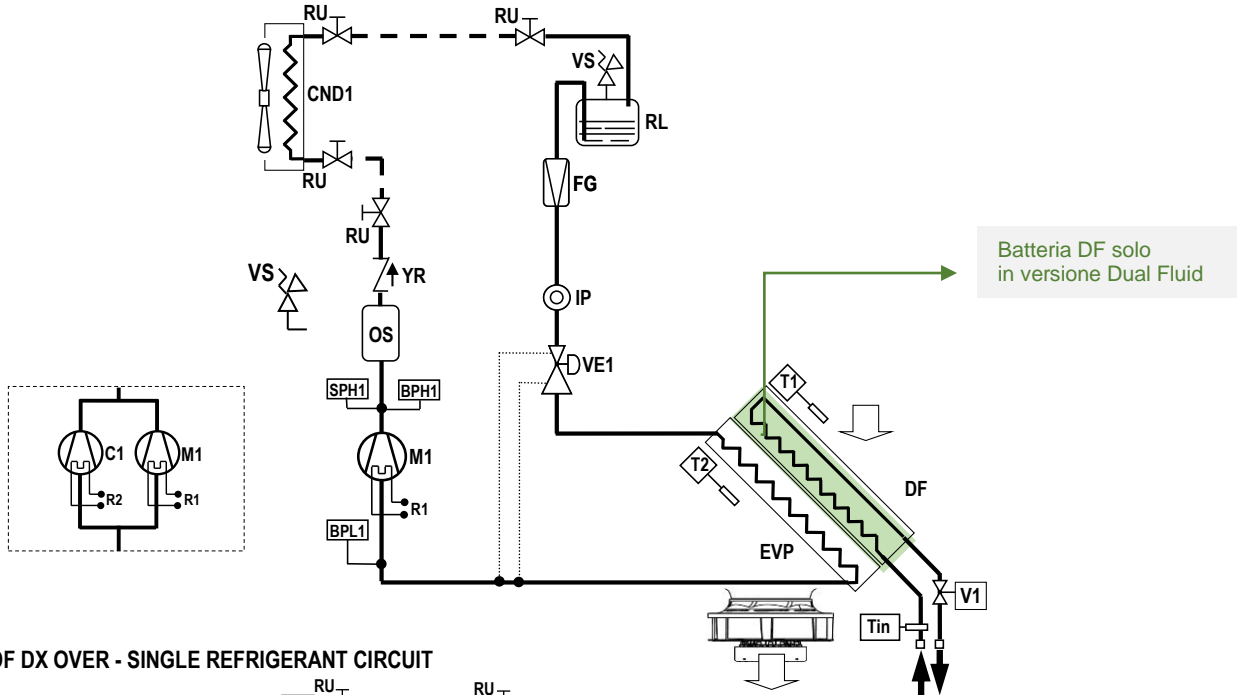 RU
RU
VS
CND1
RL
RU
FG
RU
Batteria DF solo
in versione Dual Fluid
VS
YR
IP
OS
VE1
T1
SPH1
BPH1
C1
M1
M1
T2
DF
R2
R1
R1
BPL1
EVP
V1
Tin
OF DX OVER - SINGLE REFRIGERANT CIRCUIT
RU
RU